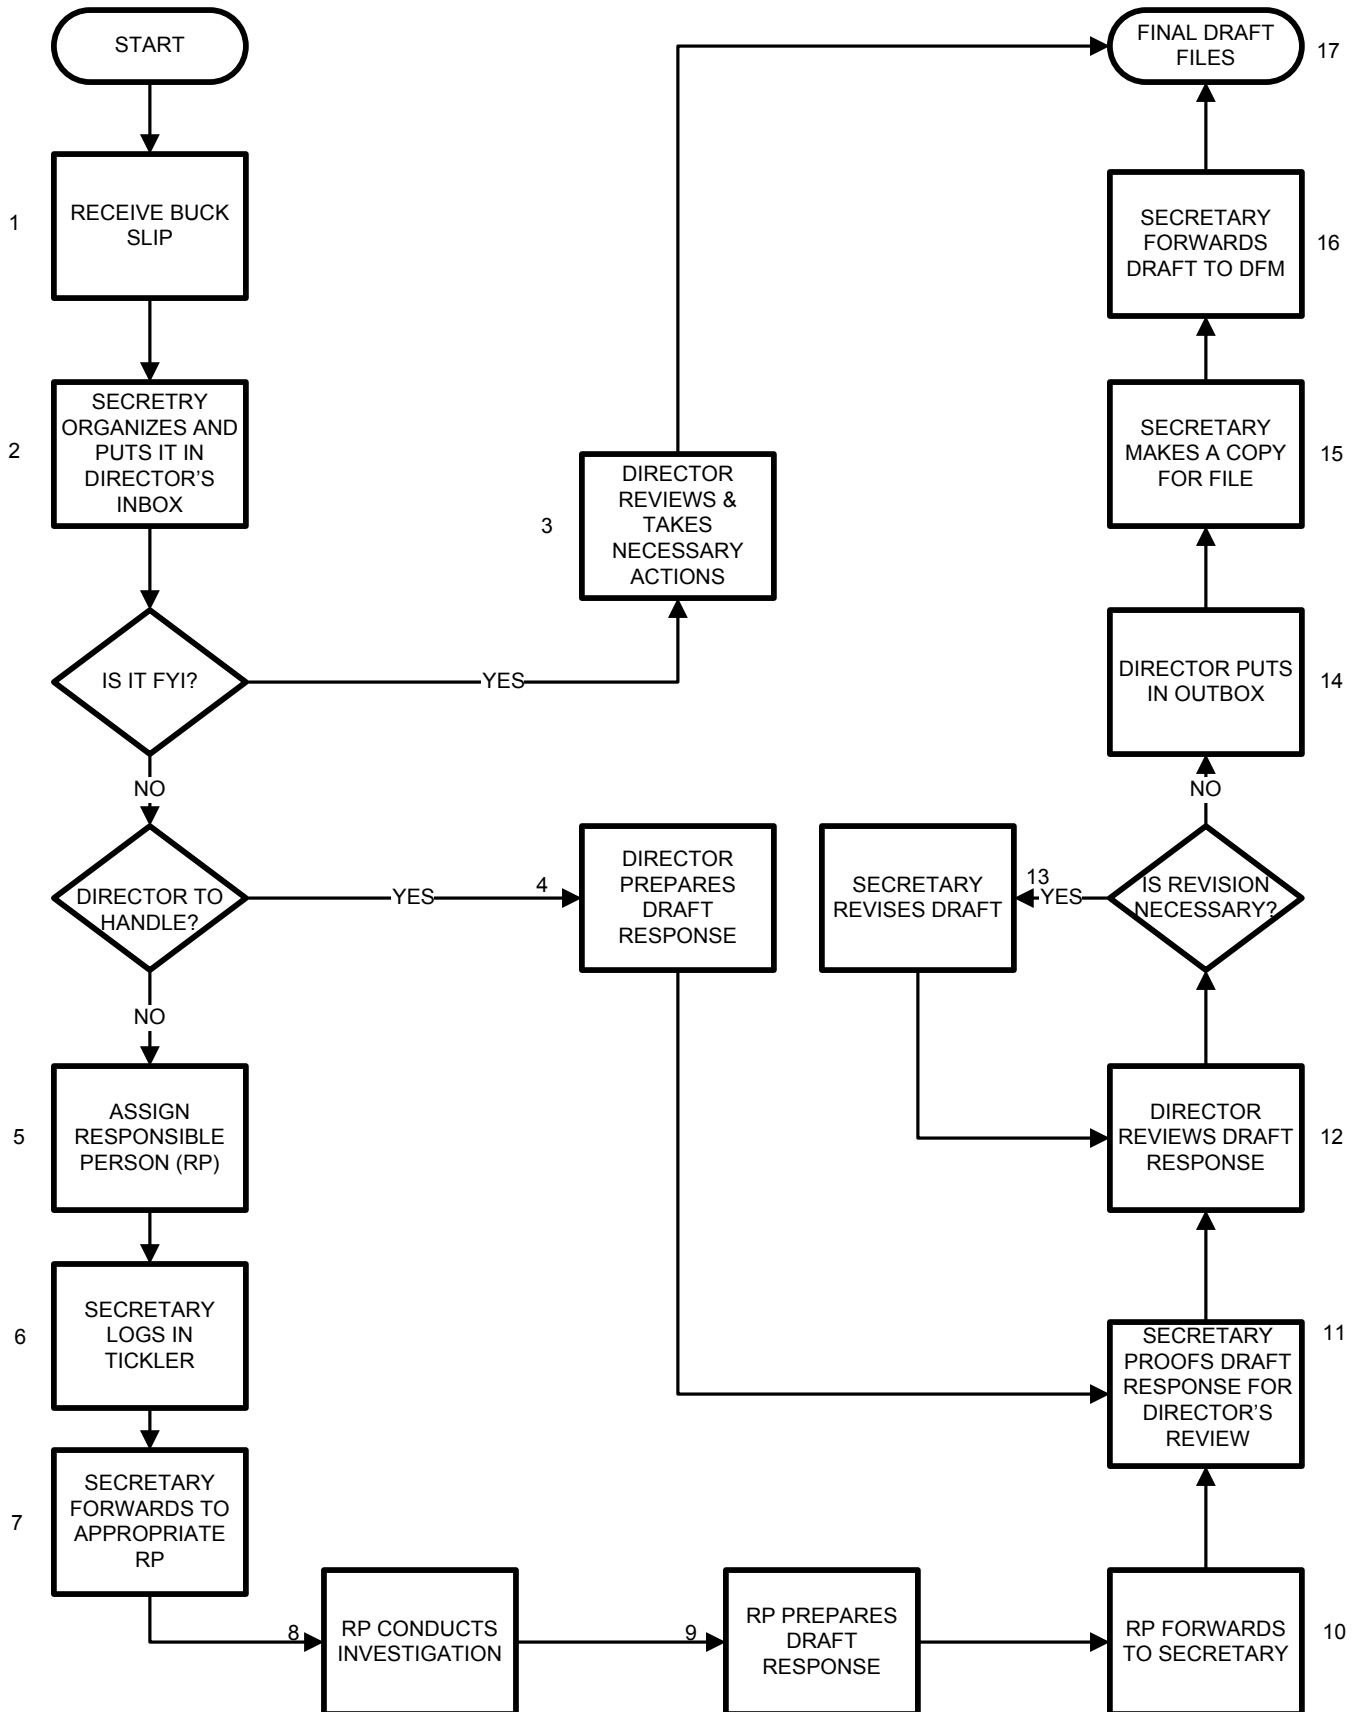 START
1
RECEIVE BUCK
SLIP
2
SECRETRY
ORGANIZES AND
PUTS IT IN
DIRECTOR'S
INBOX
IS IT FYI?
YES
3
DIRECTOR
REVIEWS &
TAKES
NECESSARY
ACTIONS
NO
DIRECTOR TO
HANDLE?
YES
4
DIRECTOR
PREPARES
DRAFT
RESPONSE
NO
5
ASSIGN
RESPONSIBLE
PERSON (RP)
6
SECRETARY
LOGS IN
TICKLER
7
SECRETARY
FORWARDS TO
APPROPRIATE
RP
8
RP CONDUCTS
INVESTIGATION
9
RP PREPARES
DRAFT
RESPONSE
RP FORWARDS
TO SECRETARY
10
SECRETARY
PROOFS DRAFT
RESPONSE FOR
DIRECTOR'S
REVIEW
11
DIRECTOR
REVIEWS DRAFT
RESPONSE
12
IS REVISION
NECESSARY?
YES
13
SECRETARY
REVISES DRAFT
NO
DIRECTOR PUTS
IN OUTBOX
14
SECRETARY
MAKES A COPY
FOR FILE
15
SECRETARY
FORWARDS
DRAFT TO DFM
16
FINAL DRAFT
FILES
17